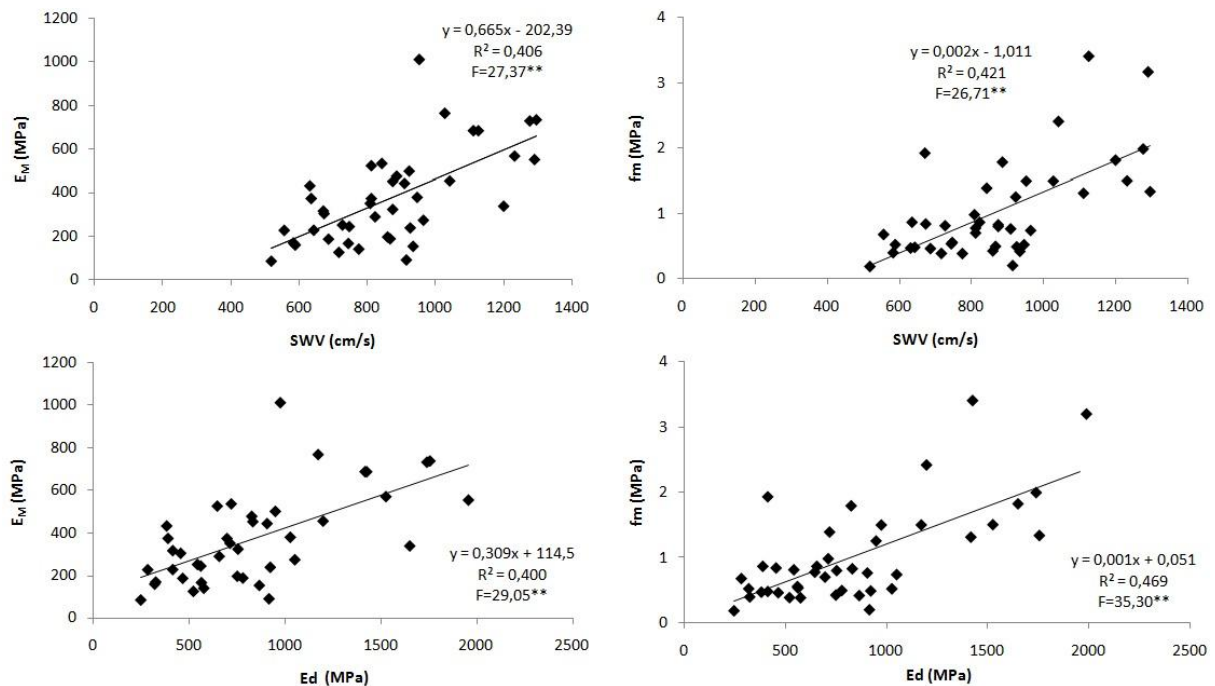 1200
1000
800
600
400
200
0
E_M (MPa)
y = 0,665x - 202,39
R² = 0,406
F=27,37**
0 200 400 600 800 1000 1200 1400
SWV (cm/s)
4
3
2
1
0
fm (MPa)
y = 0,002x - 1,011
R² = 0,421
F=26,71**
0 200 400 600 800 1000 1200 1400
SWV (cm/s)
1200
1000
800
600
400
200
0
E_M (MPa)
y = 0,309x + 114,5
R² = 0,400
F=29,05**
0 500 1000 1500 2000 2500
Ed (MPa)
4
3
2
1
0
fm (MPa)
y = 0,001x + 0,051
R² = 0,469
F=35,30**
0 500 1000 1500 2000 2500
Ed (MPa)